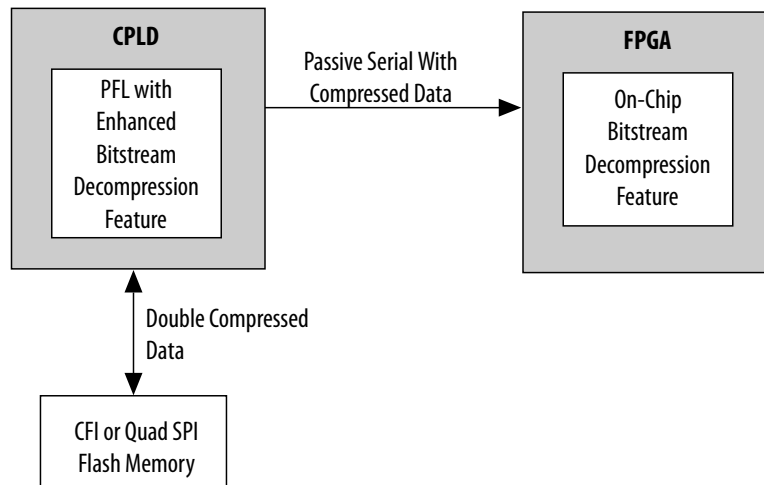 CPLD
PFL with
Enhanced
Bitstream
Decompression
Feature
Passive Serial With
Compressed Data
FPGA
On-Chip
Bitstream
Decompression
Feature
Double Compressed
Data
CFI or Quad SPI
Flash Memory